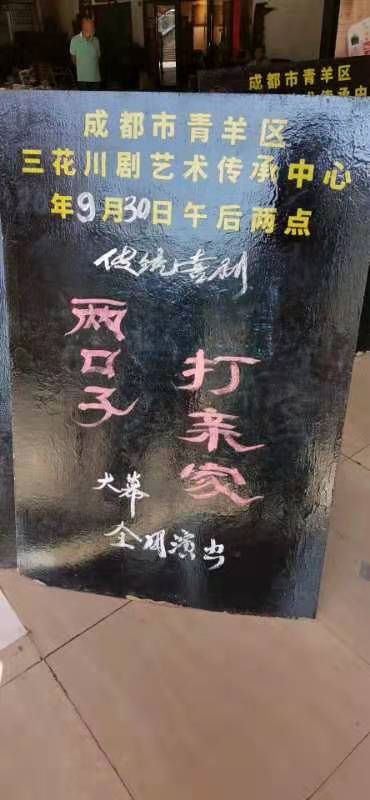 成都市青羊区
三花川剧艺术传承中心
年9月30日午后两点
传统喜剧
两口子
打亲家
大幕
全团演出
成都市青羊区